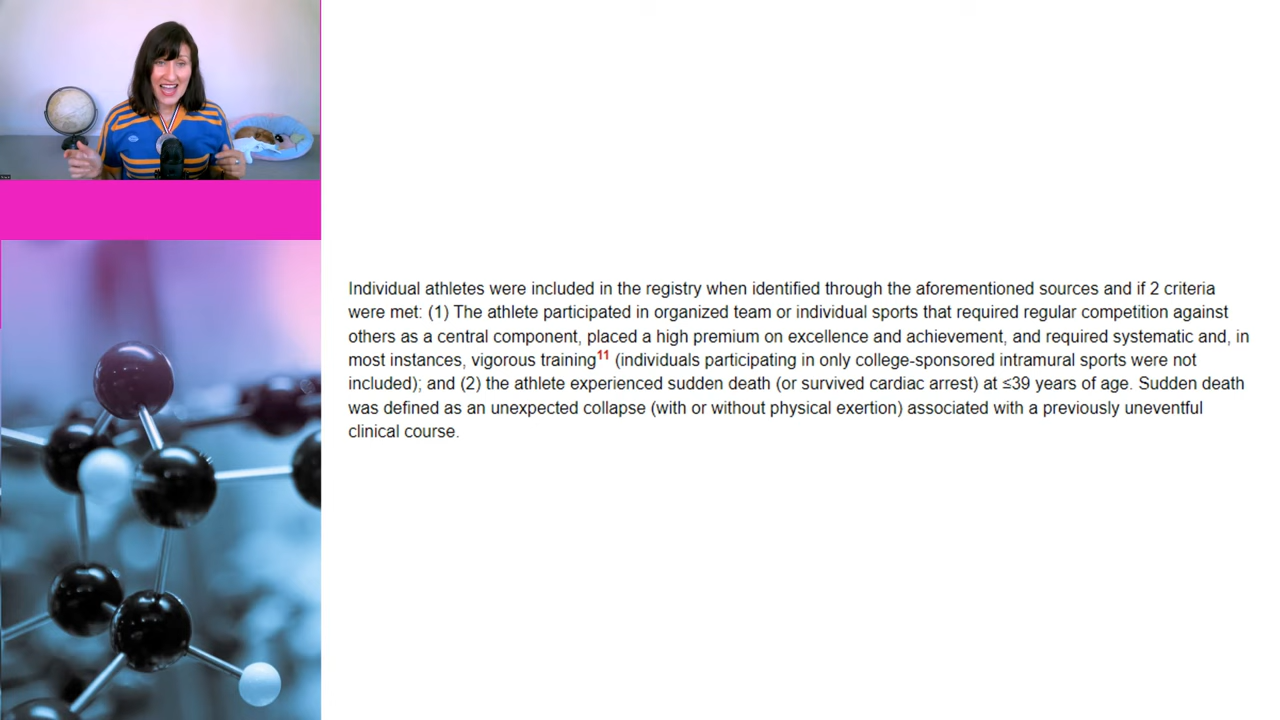 Individual athletes were included in the registry when identified through the aforementioned sources and if 2 criteria
were met: (1) The athlete participated in organized team or individual sports that required regular competition against
others as a central component, placed a high premium on excellence and achievement, and required systematic and, in
most instances, vigorous training11 (individuals participating in only college-sponsored intramural sports were not
included); and (2) the athlete experienced sudden death (or survived cardiac arrest) at ≤39 years of age. Sudden death
was defined as an unexpected collapse (with or without physical exertion) associated with a previously uneventful
clinical course.